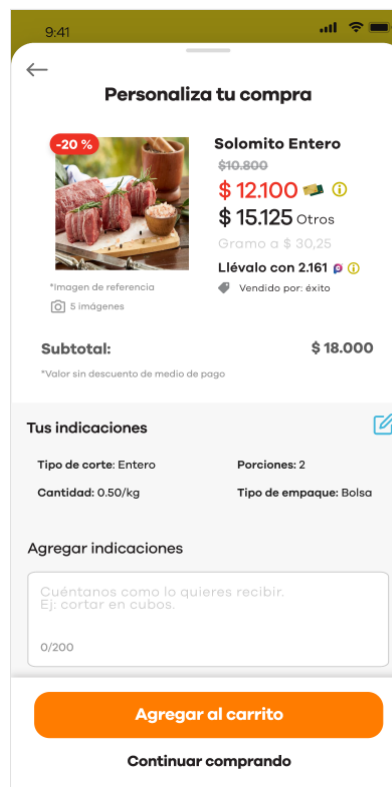 9:41
Personaliza tu compra
-20 %
Solomito Entero
$10.800
$ 12.100
$ 15.125 Otros
Gramo a $ 30,25
Llévalo con 2.161
Vendido por: éxito
*Imagen de referencia
5 imágenes
Subtotal: $ 18.000
*Valor sin descuento de medio de pago
Tus indicaciones
Tipo de corte: Entero Porciones: 2
Cantidad: 0.50/kg Tipo de empaque: Bolsa
Agregar indicaciones
Cuéntanos como lo quieres recibir.
Ej: cortar en cubos.
0/200
Agregar al carrito
Continuar comprando